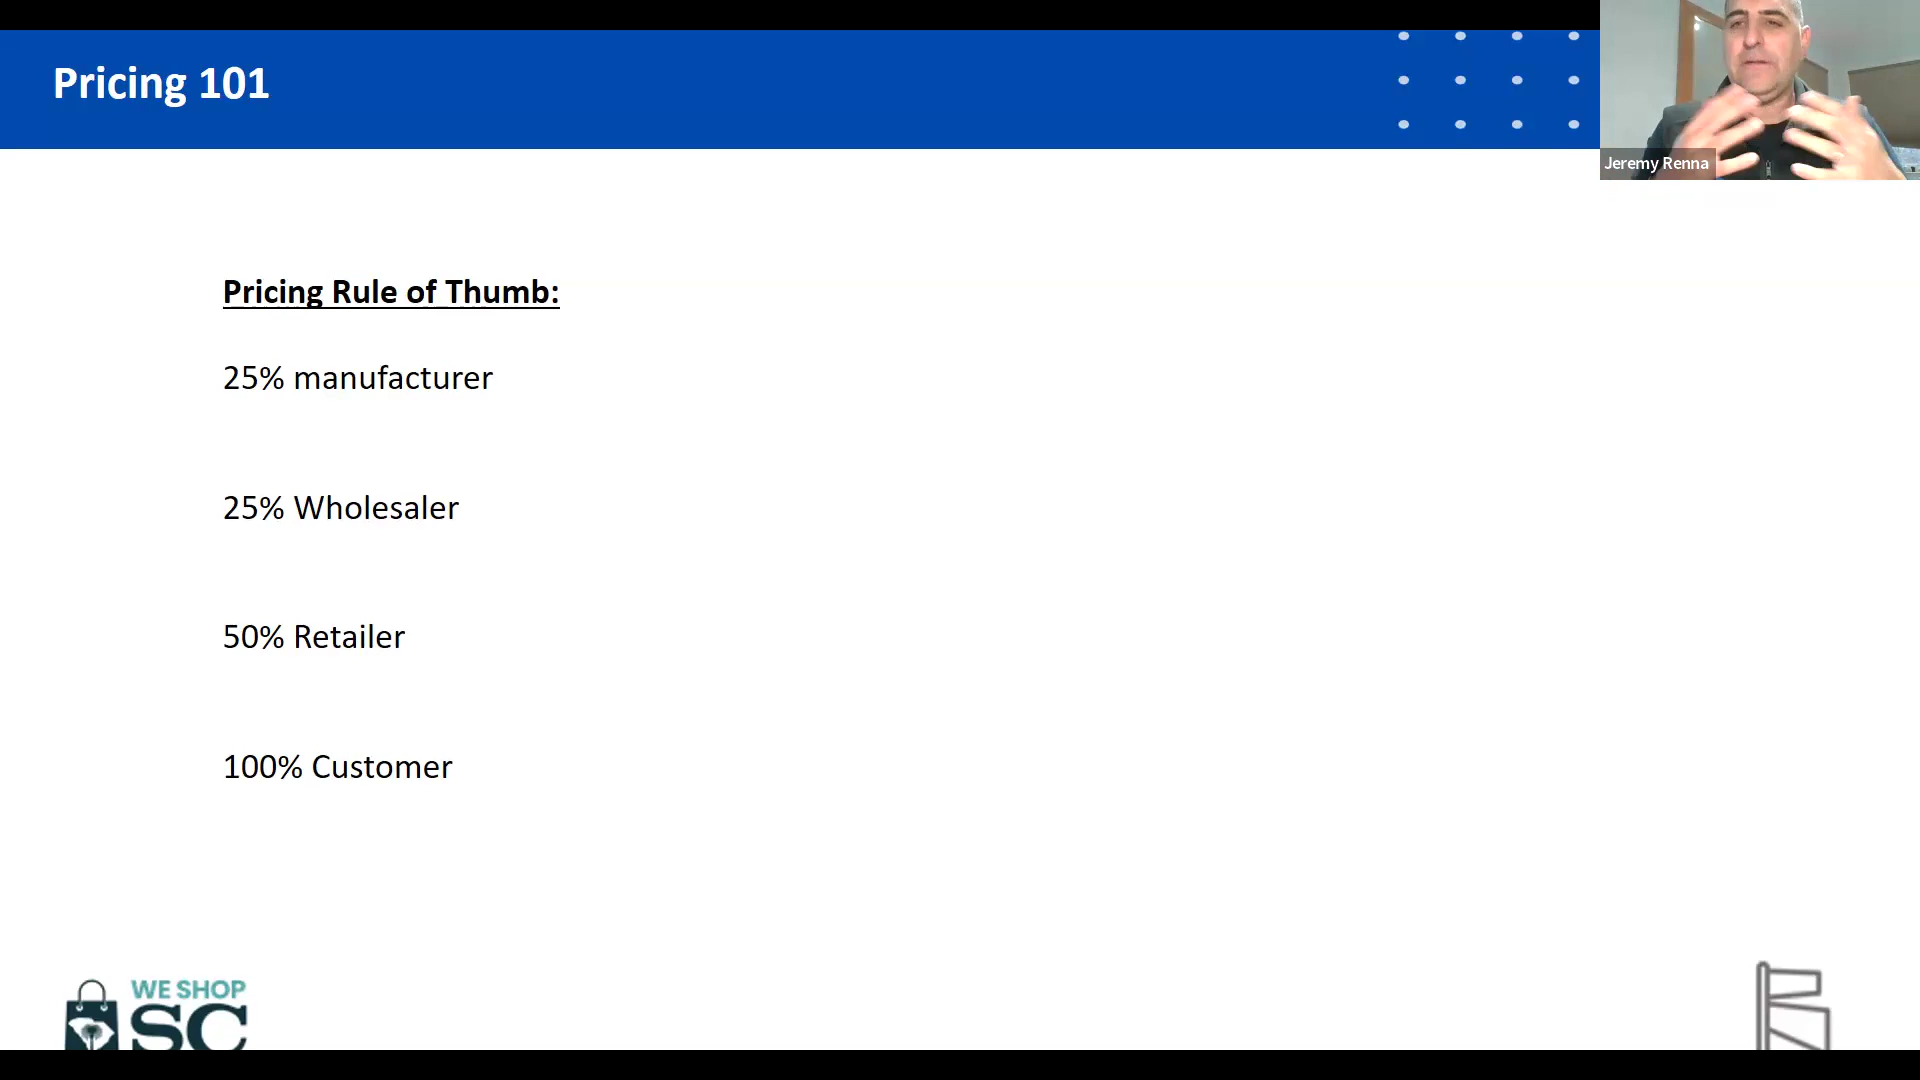 Pricing 101
Jeremy Renna
Pricing Rule of Thumb:
25% manufacturer
25% Wholesaler
50% Retailer
100% Customer
WE SHOP
SC